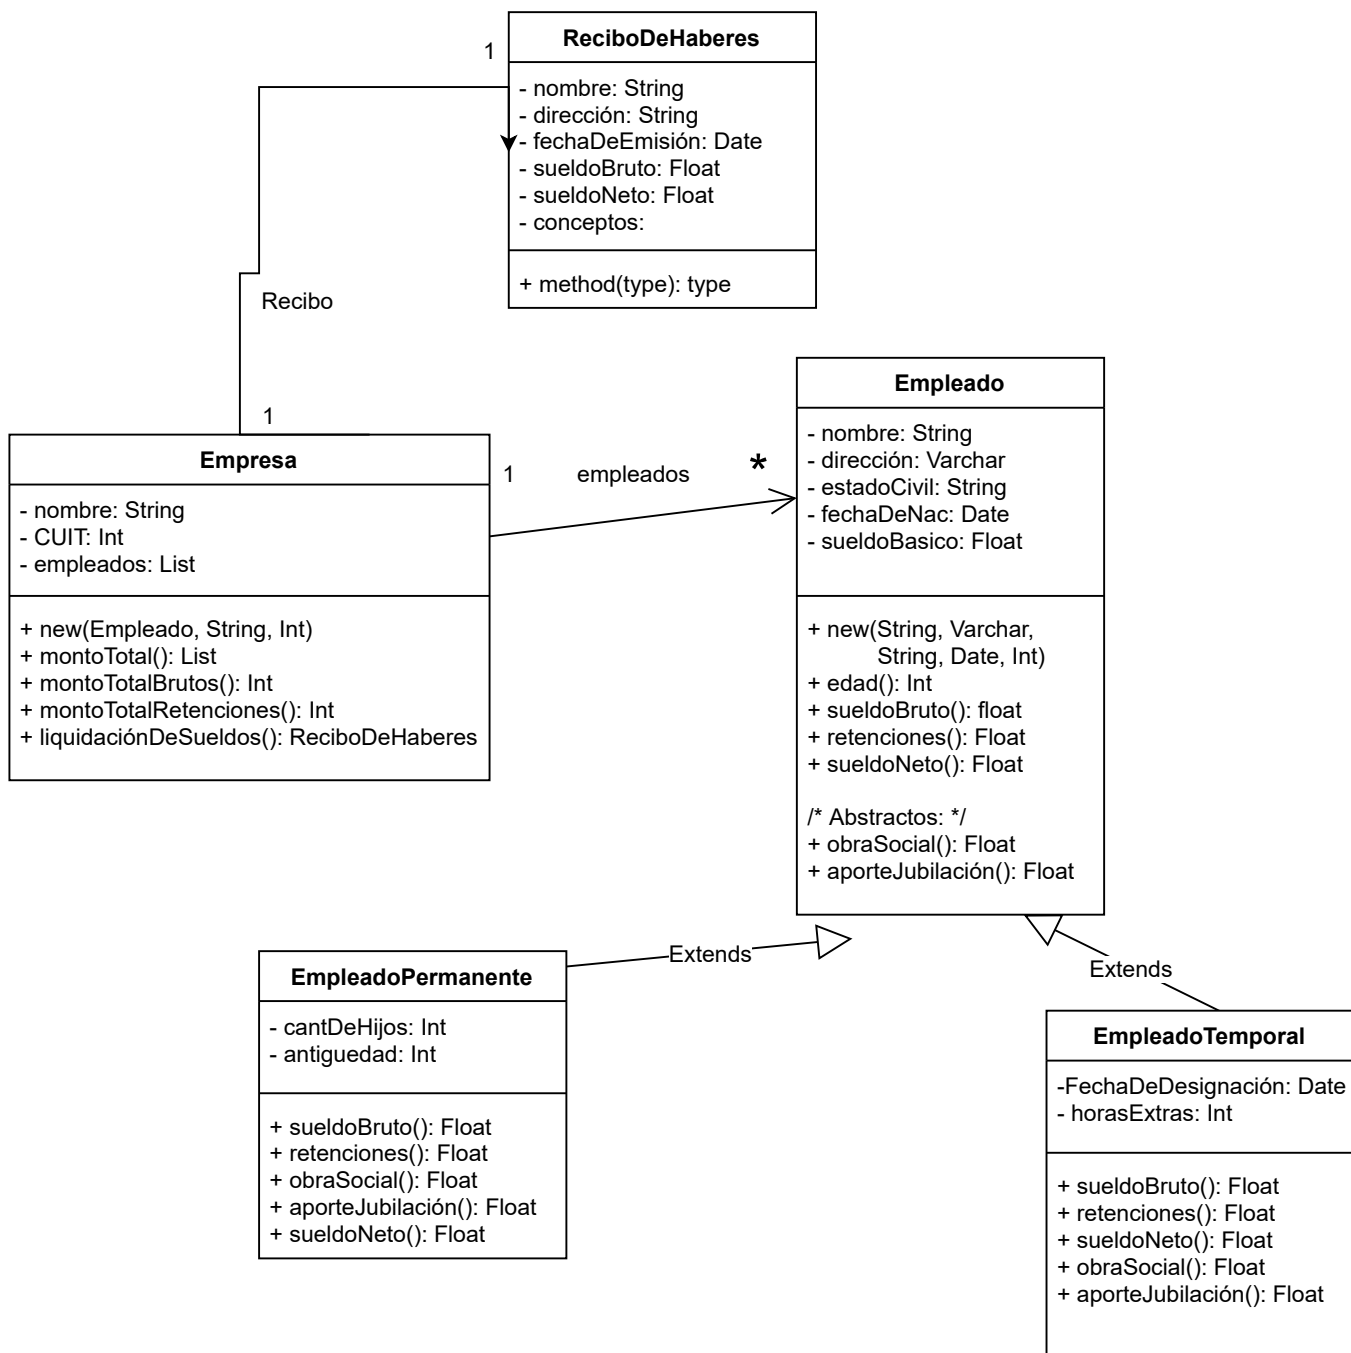 ReciboDeHaberes
1
- nombre: String
- dirección: String
- fechaDeEmisión: Date
- sueldoBruto: Float
- sueldoNeto: Float
- conceptos:
+ method(type): type
Recibo
1
Empresa
- nombre: String
- CUIT: Int
- empleados: List
+ new(Empleado, String, Int)
+ montoTotal(): List
+ montoTotalBrutos(): Int
+ montoTotalRetenciones(): Int
+ liquidaciónDeSueldos(): ReciboDeHaberes
1
empleados
*
Empleado
- nombre: String
- dirección: Varchar
- estadoCivil: String
- fechaDeNac: Date
- sueldoBasico: Float
+ new(String, Varchar,
String, Date, Int)
+ edad(): Int
+ sueldoBruto(): float
+ retenciones(): Float
+ sueldoNeto(): Float
/* Abstractos: */
+ obraSocial(): Float
+ aporteJubilación(): Float
Extends
Extends
EmpleadoPermanente
- cantDeHijos: Int
- antiguedad: Int
+ sueldoBruto(): Float
+ retenciones(): Float
+ obraSocial(): Float
+ aporteJubilación(): Float
+ sueldoNeto(): Float
EmpleadoTemporal
-FechaDeDesignación: Date
- horasExtras: Int
+ sueldoBruto(): Float
+ retenciones(): Float
+ sueldoNeto(): Float
+ obraSocial(): Float
+ aporteJubilación(): Float